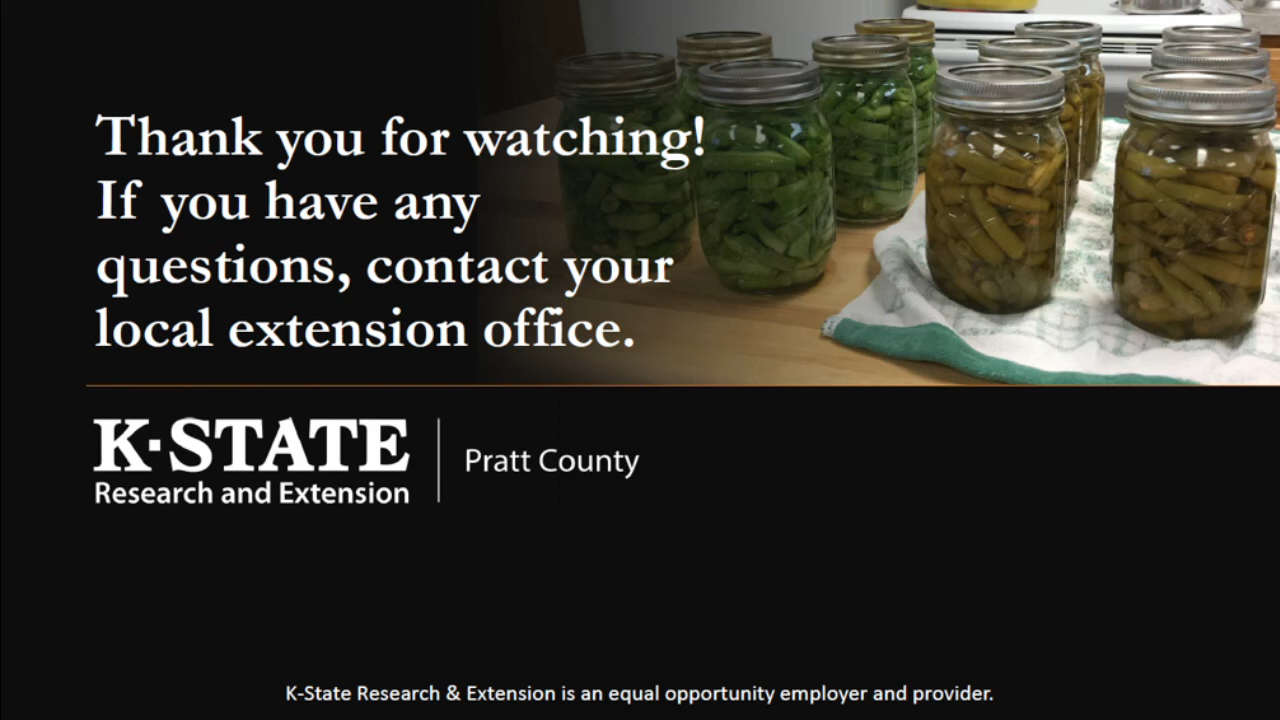 Thank you for watching!
If you have any
questions, contact your
local extension office.
K·STATE
Research and Extension
Pratt County
K-State Research & Extension is an equal opportunity employer and provider.